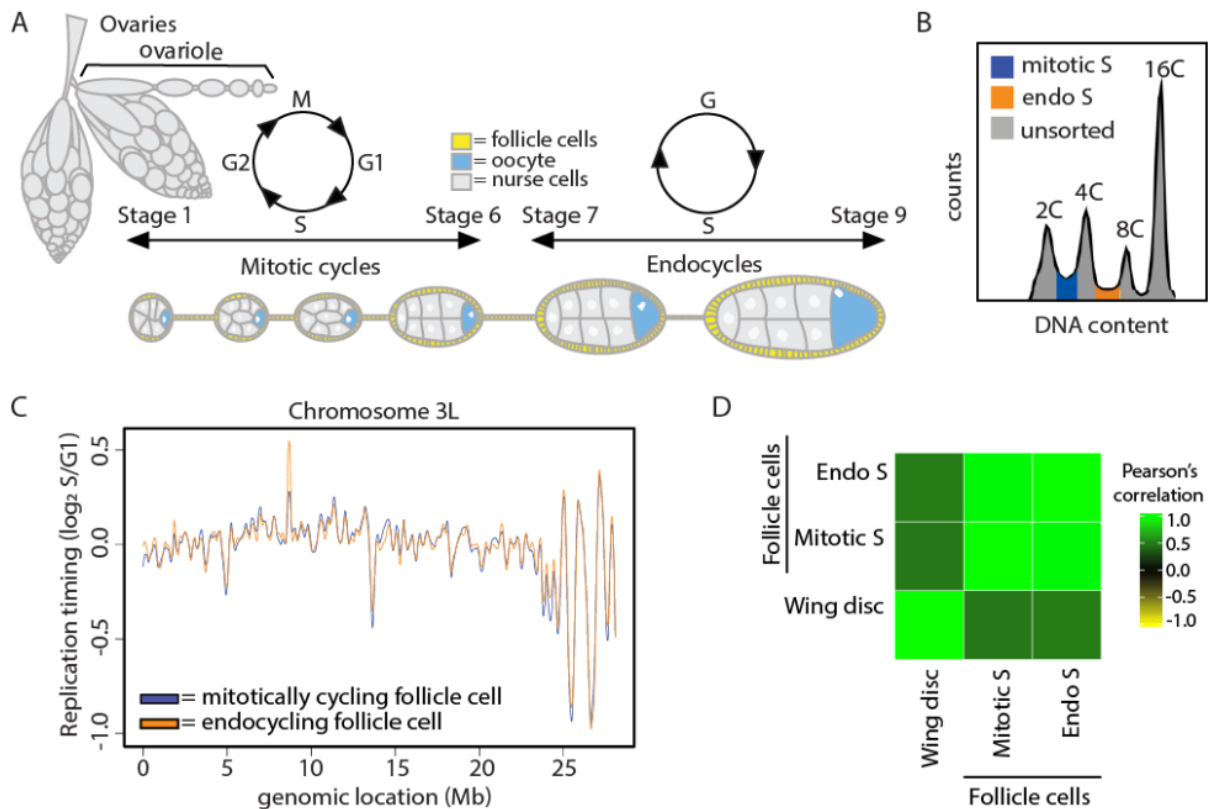 A
Ovaries
ovariole
M
G2
G1
S
= follicle cells
= oocyte
= nurse cells
G
S
Stage 1
Stage 6
Stage 7
Stage 9
Mitotic cycles
Endocycles
B
mitotic S
endo S
unsorted
16C
2C
4C
8C
counts
DNA content
C
Chromosome 3L
Replication timing (log₂ S/G1)
0.5
0.0
-0.5
-1.0
= mitotically cycling follicle cell
= endocycling follicle cell
0
5
10
15
20
25
genomic location (Mb)
D
Follicle cells
Endo S
Mitotic S
Wing disc
Pearson's
correlation
1.0
0.5
0.0
-0.5
-1.0
Wing disc
Mitotic S
Endo S
Follicle cells